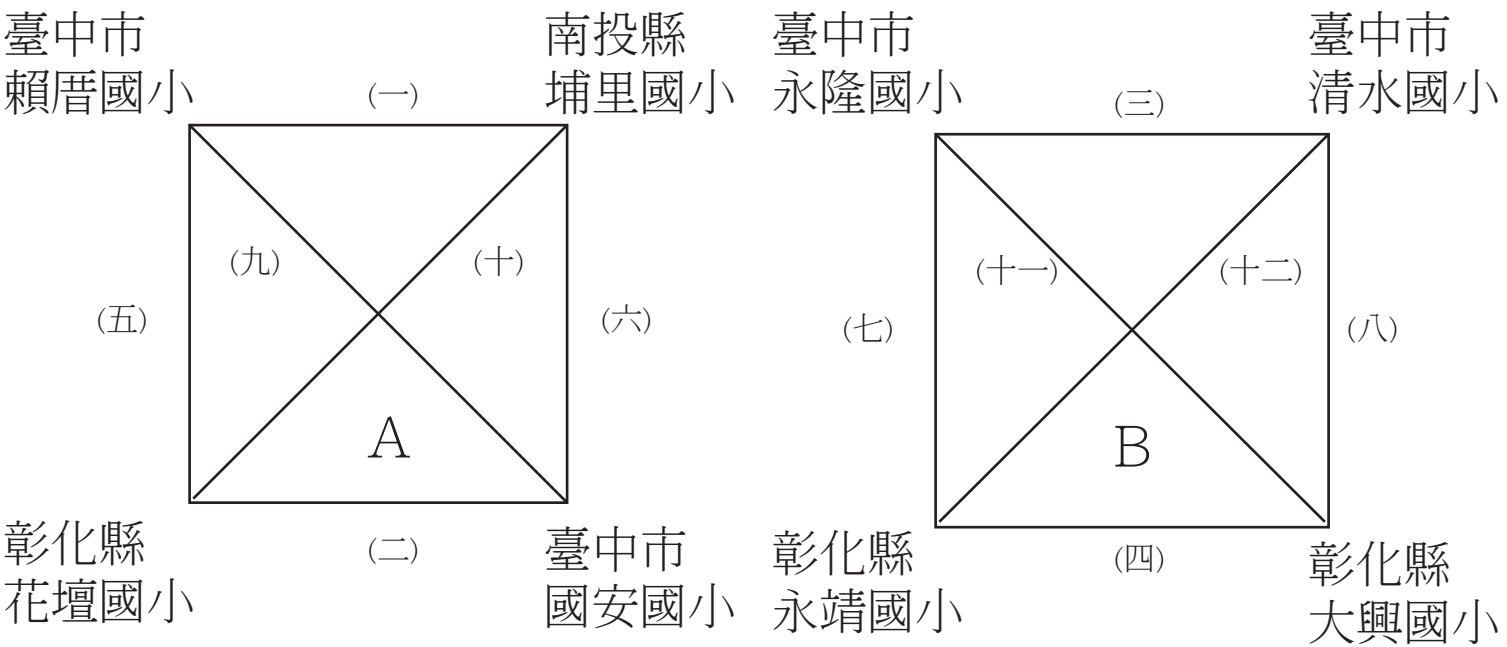 臺中市
賴厝國小
(一)
南投縣
埔里國小
(五)
(九)
(十)
(六)
A
彰化縣
花壇國小
(二)
臺中市
國安國小
臺中市
永隆國小
(三)
臺中市
清水國小
(七)
(十一)
(十二)
(八)
B
彰化縣
永靖國小
(四)
彰化縣
大興國小